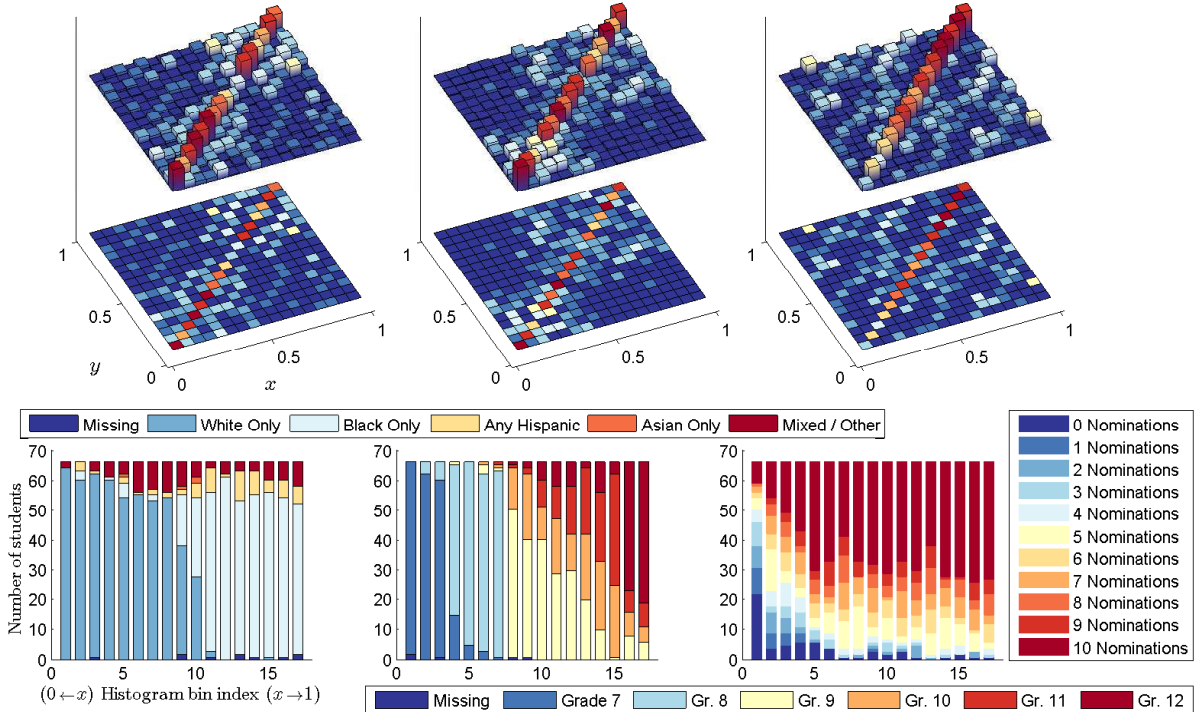 1
0.5
y
0
0
x
0.5
1
1
0.5
0
0
0.5
1
1
0.5
0
0
0.5
1
Missing White Only Black Only Any Hispanic Asian Only Mixed / Other
70
60
50
40
30
20
10
0
Number of students
0 5 10 15
(0←x) Histogram bin index (x→1)
70
60
50
40
30
20
10
0
0 5 10 15
70
60
50
40
30
20
10
0
0 5 10 15
0 Nominations
1 Nominations
2 Nominations
3 Nominations
4 Nominations
5 Nominations
6 Nominations
7 Nominations
8 Nominations
9 Nominations
10 Nominations
Missing Grade 7 Gr. 8 Gr. 9 Gr. 10 Gr. 11 Gr. 12